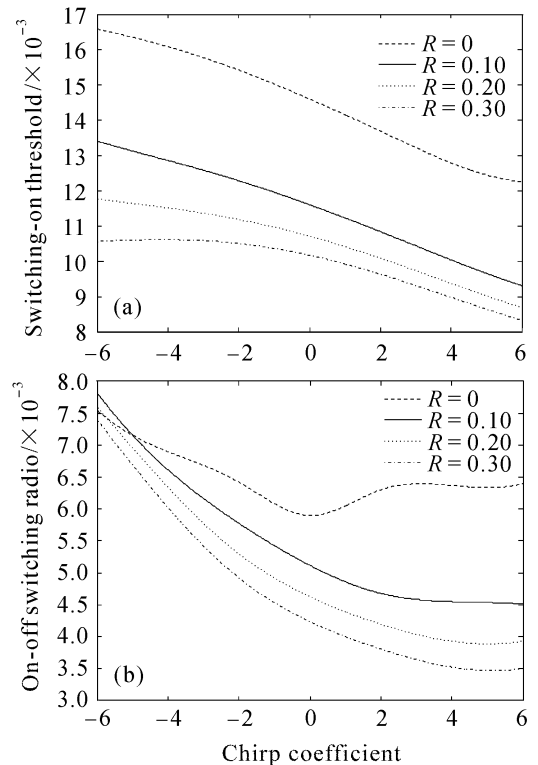 17
16
15
14
13
12
11
10
9
8
Switching-on threshold/×10⁻³
R=0
R=0.10
R=0.20
R=0.30
(a)
−6 −4 −2 0 2 4 6
8.0
7.5
7.0
6.5
6.0
5.5
5.0
4.5
4.0
3.5
3.0
On-off switching radio/×10⁻³
R=0
R=0.10
R=0.20
R=0.30
(b)
−6 −4 −2 0 2 4 6
Chirp coefficient